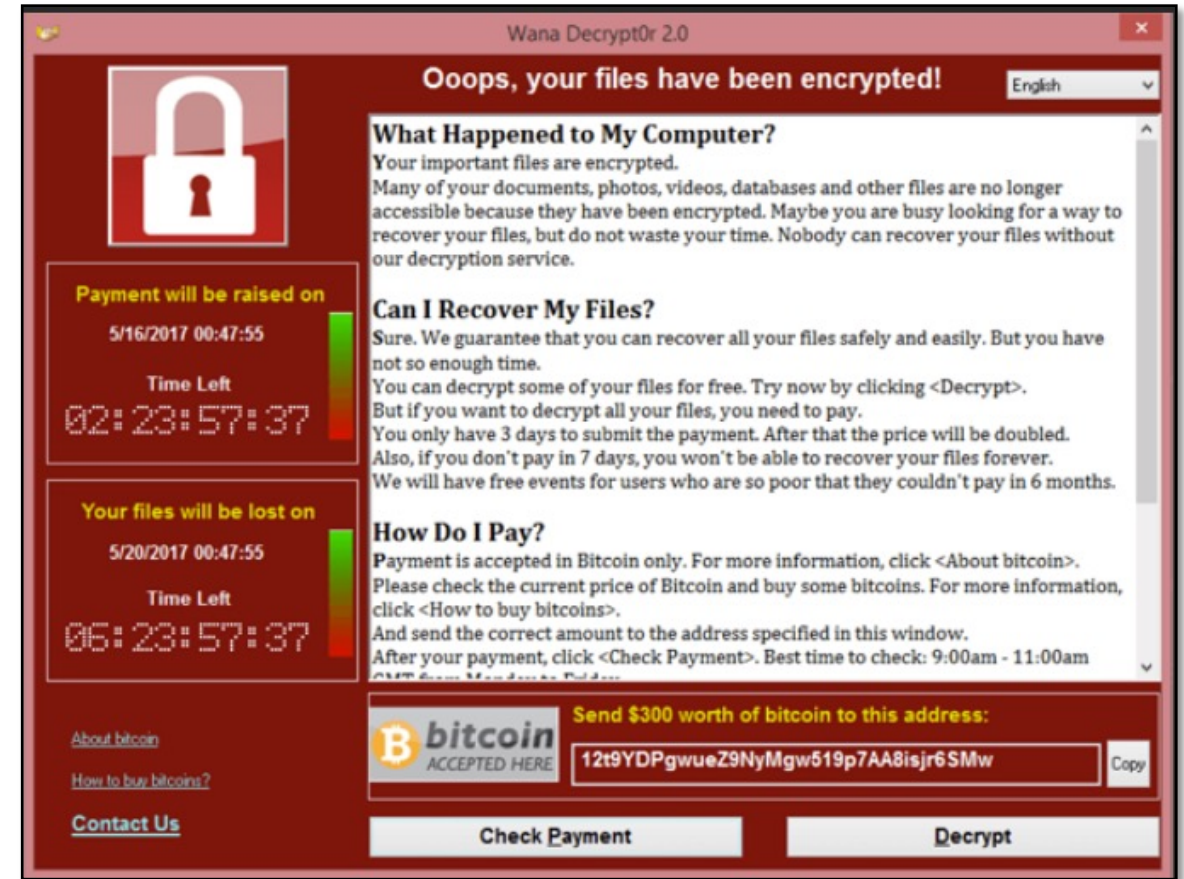 Wana Decrypt0r 2.0
Ooops, your files have been encrypted!
English
Payment will be raised on
5/16/2017 00:47:55
Time Left
02:23:57:37
Your files will be lost on
5/20/2017 00:47:55
Time Left
06:23:57:37
About bitcoin
How to buy bitcoins?
Contact Us
What Happened to My Computer?
Your important files are encrypted.
Many of your documents, photos, videos, databases and other files are no longer
accessible because they have been encrypted. Maybe you are busy looking for a way to
recover your files, but do not waste your time. Nobody can recover your files without
our decryption service.
Can I Recover My Files?
Sure. We guarantee that you can recover all your files safely and easily. But you have
not so enough time.
You can decrypt some of your files for free. Try now by clicking <Decrypt>.
But if you want to decrypt all your files, you need to pay.
You only have 3 days to submit the payment. After that the price will be doubled.
Also, if you don't pay in 7 days, you won't be able to recover your files forever.
We will have free events for users who are so poor that they couldn't pay in 6 months.
How Do I Pay?
Payment is accepted in Bitcoin only. For more information, click <About bitcoin>.
Please check the current price of Bitcoin and buy some bitcoins. For more information,
click <How to buy bitcoins>.
And send the correct amount to the address specified in this window.
After your payment, click <Check Payment>. Best time to check: 9:00am - 11:00am
GMT from Monday to Friday.
bitcoin
ACCEPTED HERE
Send $300 worth of bitcoin to this address:
12t9YDPgwueZ9NyMgw519p7AA8isjr6SMw
Copy
Check Payment
Decrypt